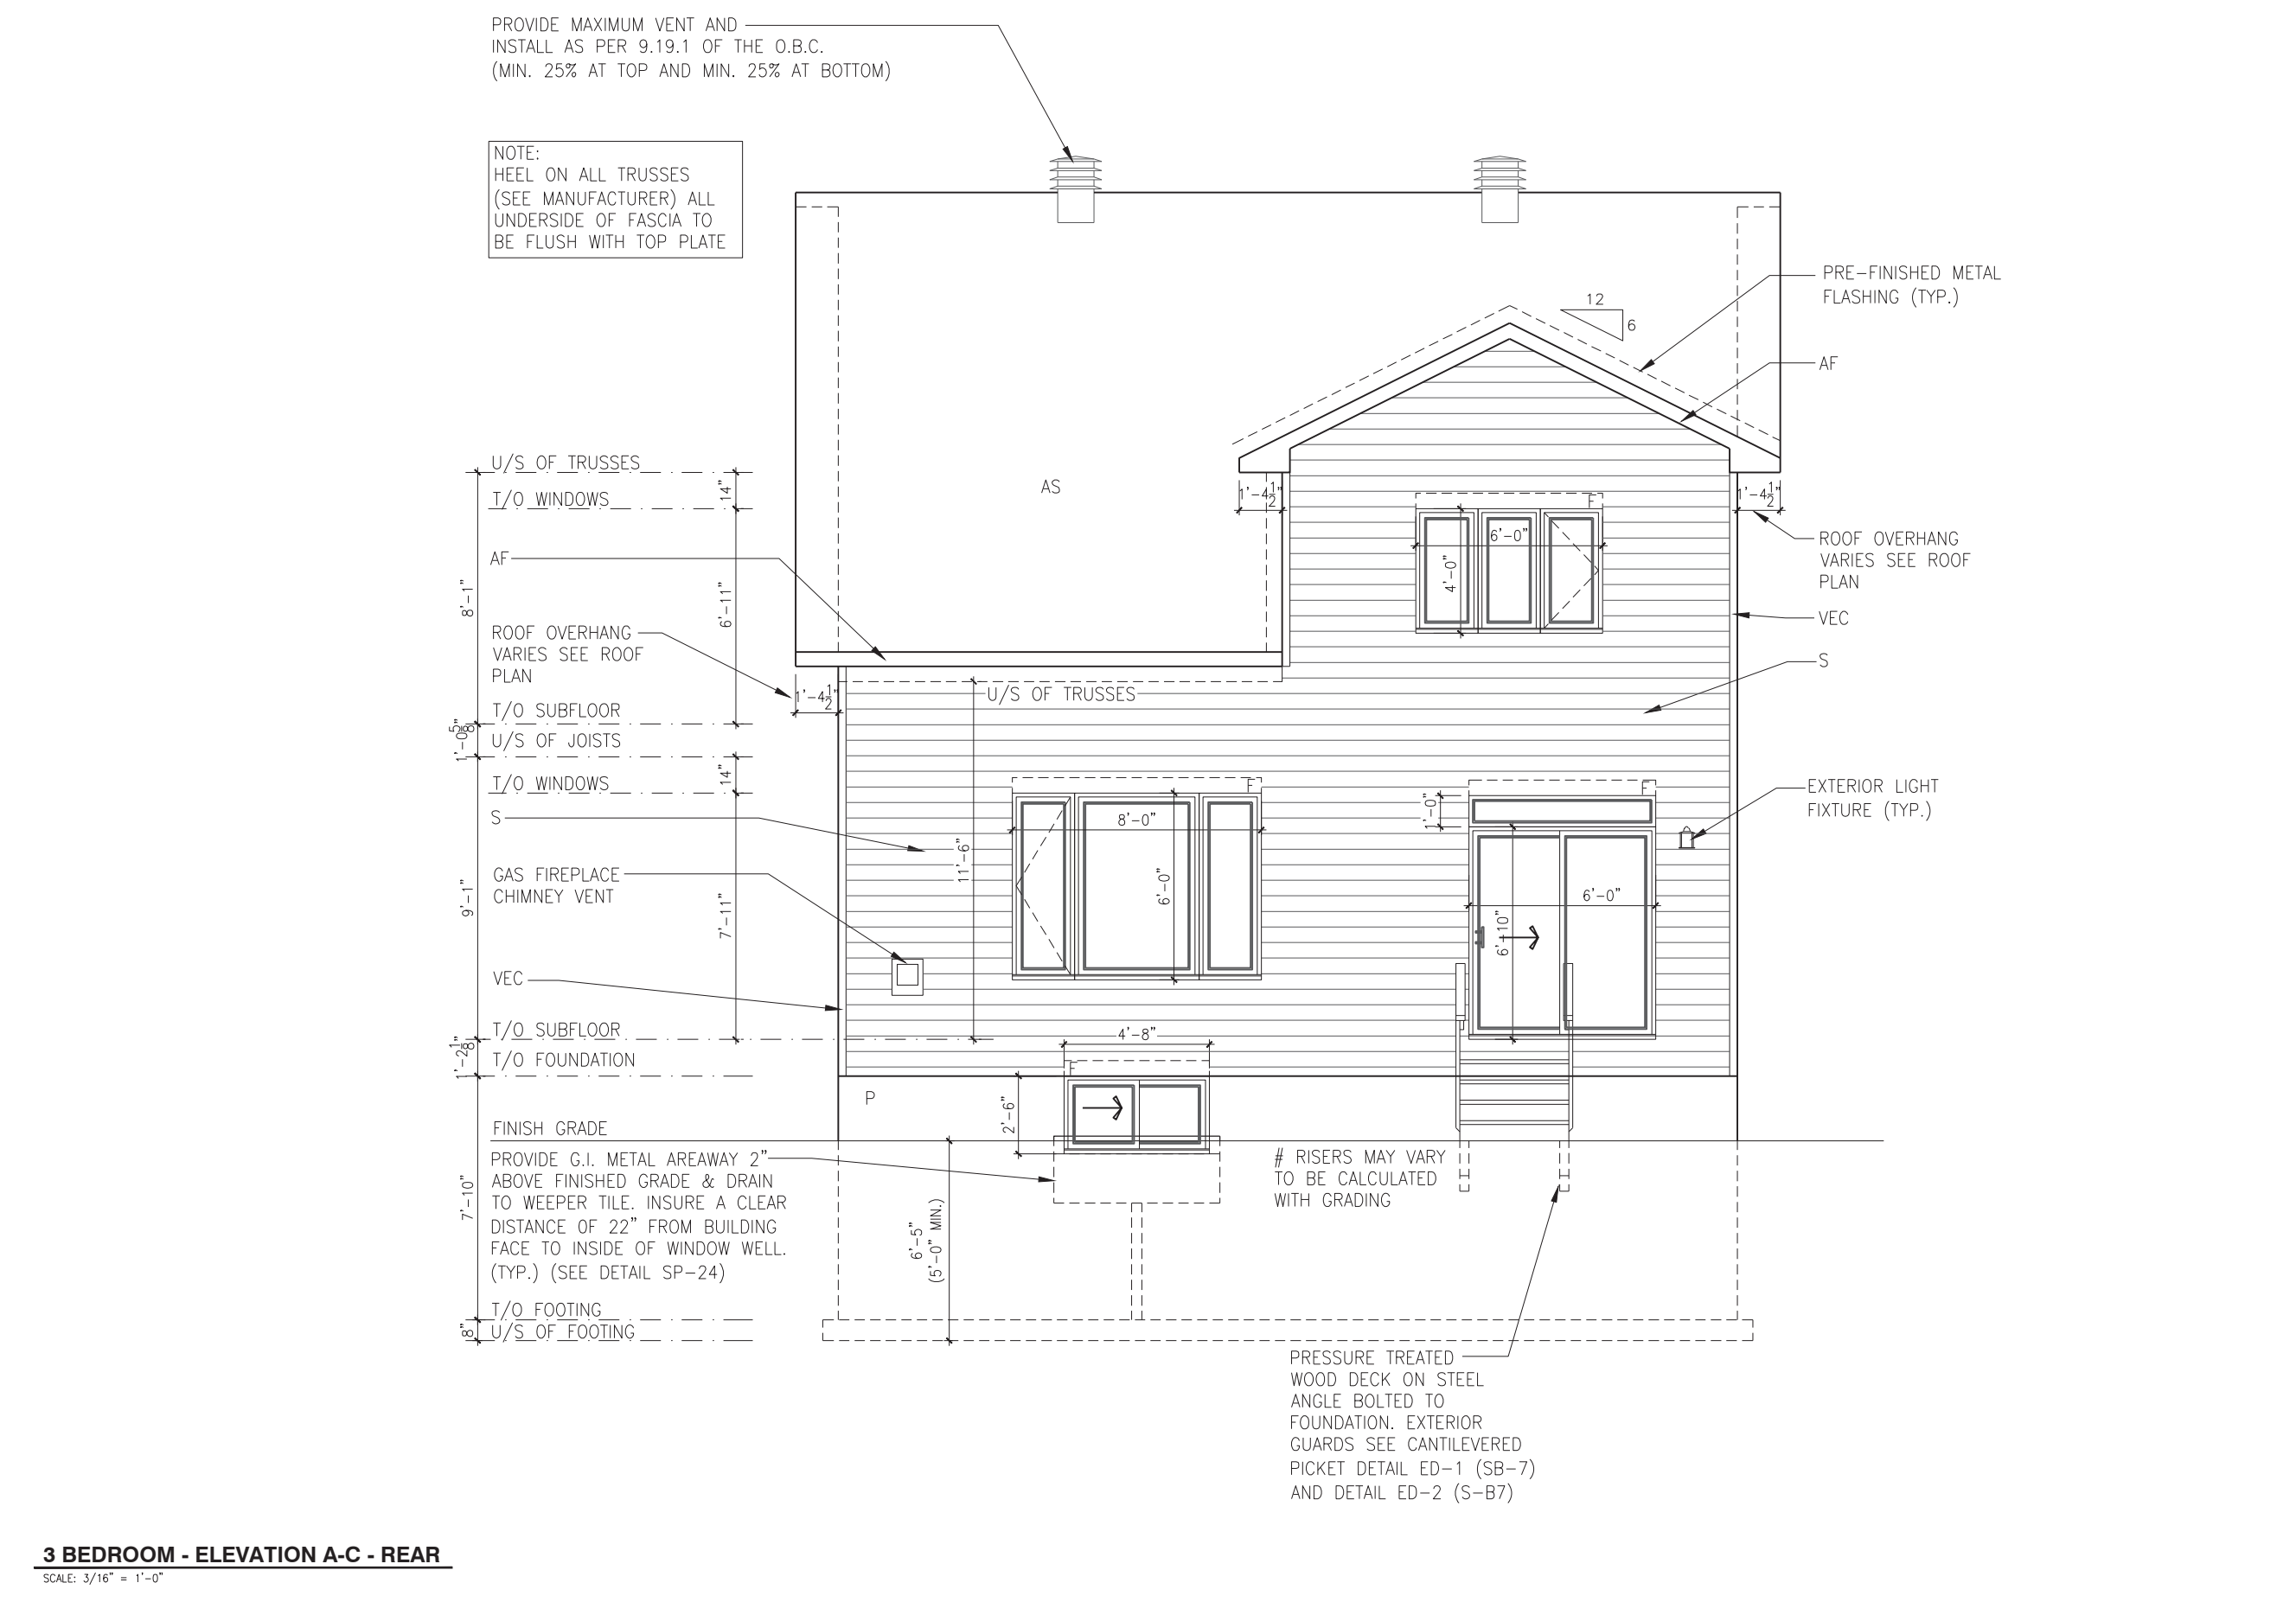 PROVIDE MAXIMUM VENT AND
INSTALL AS PER 9.19.1 OF THE O.B.C.
(MIN. 25% AT TOP AND MIN. 25% AT BOTTOM)
NOTE:
HEEL ON ALL TRUSSES
(SEE MANUFACTURER) ALL
UNDERSIDE OF FASCIA TO
BE FLUSH WITH TOP PLATE
12
6
PRE-FINISHED METAL
FLASHING (TYP.)
AF
U/S OF TRUSSES
14"
T/O WINDOWS
AS
1'-4 1/2"
1'-4 1/2"
F
6'-0"
4'-0"
ROOF OVERHANG
VARIES SEE ROOF
PLAN
AF
8'-1"
6'-11"
VEC
ROOF OVERHANG
VARIES SEE ROOF
PLAN
S
1'-4 1/2"
U/S OF TRUSSES
T/O SUBFLOOR
1'-0 5/8"
U/S OF JOISTS
14"
T/O WINDOWS
F
F
EXTERIOR LIGHT
FIXTURE (TYP.)
S
8'-0"
1'-0"
11'-6"
GAS FIREPLACE
CHIMNEY VENT
9'-1"
7'-11"
6'-0"
6'-0"
6'-10"
VEC
T/O SUBFLOOR
4'-8"
1'-2 1/8"
T/O FOUNDATION
F
P
2'-6"
FINISH GRADE
PROVIDE G.I. METAL AREAWAY 2"
ABOVE FINISHED GRADE & DRAIN
TO WEEPER TILE. INSURE A CLEAR
DISTANCE OF 22" FROM BUILDING
FACE TO INSIDE OF WINDOW WELL.
(TYP.) (SEE DETAIL SP-24)
7'-10"
6'-5"
(5'-0" MIN.)
# RISERS MAY VARY
TO BE CALCULATED
WITH GRADING
T/O FOOTING
8"
U/S OF FOOTING
PRESSURE TREATED
WOOD DECK ON STEEL
ANGLE BOLTED TO
FOUNDATION. EXTERIOR
GUARDS SEE CANTILEVERED
PICKET DETAIL ED-1 (SB-7)
AND DETAIL ED-2 (S-B7)
3 BEDROOM - ELEVATION A-C - REAR
SCALE: 3/16" = 1'-0"